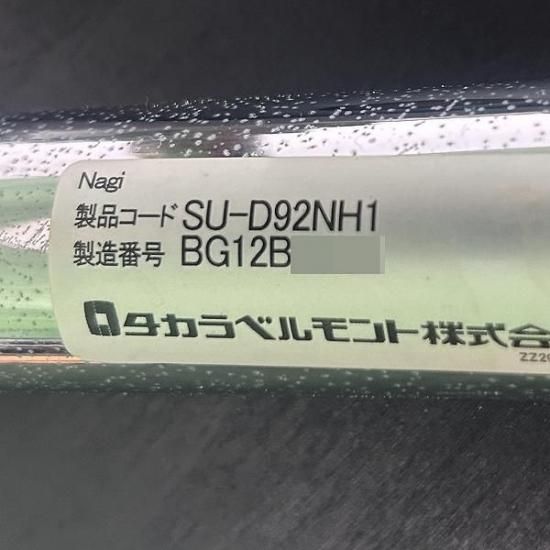 Nagi
製品コード SU-D92NH1
製造番号 BG12B
タカラベルモント株式会
ZZ2